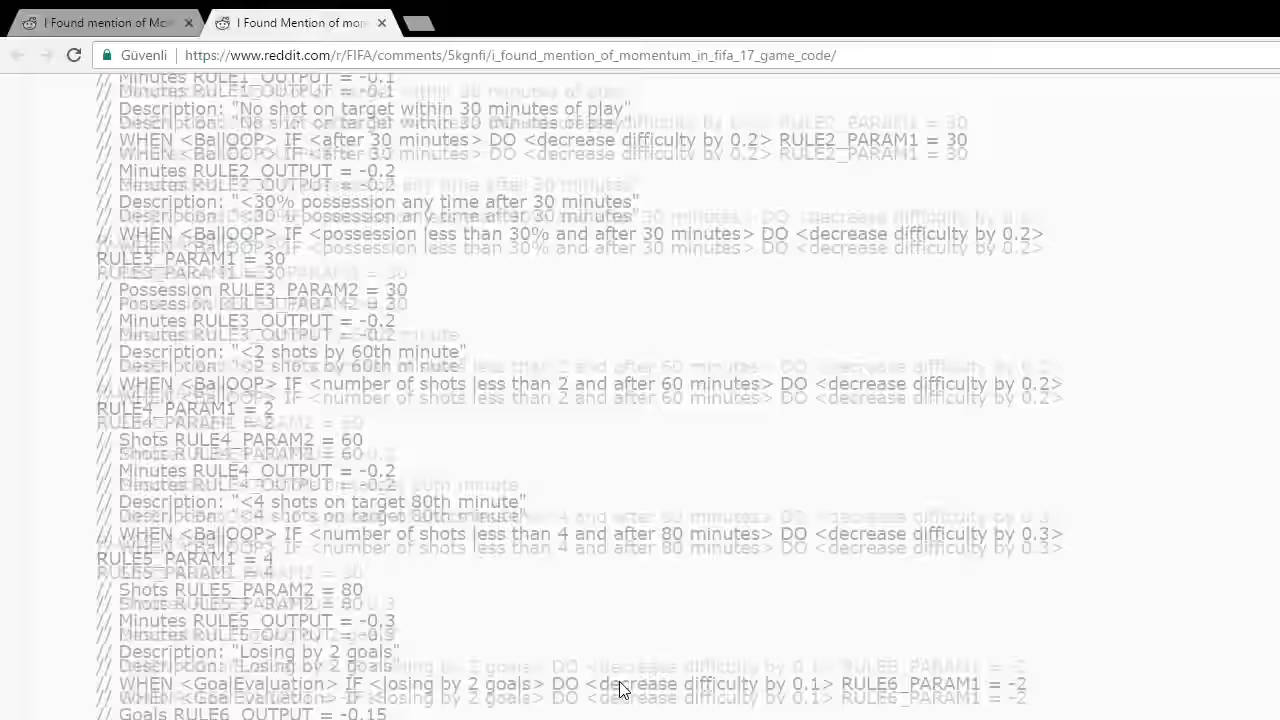 I Found mention of Mo
I Found Mention of mor
Güvenli
https://www.reddit.com/r/FIFA/comments/5kgnfi/i_found_mention_of_momentum_in_fifa_17_game_code/
// Minutes RULE1_OUTPUT = -0.1
// Description: "No shot on target within 30 minutes of play"
// WHEN <BallOOP> IF <after 30 minutes> DO <decrease difficulty by 0.2> RULE2_PARAM1 = 30
// Minutes RULE2_OUTPUT = -0.2
// Description: "<30% possession any time after 30 minutes"
// WHEN <BallOOP> IF <possession less than 30% and after 30 minutes> DO <decrease difficulty by 0.2>
RULE3_PARAM1 = 30
// Possession RULE3_PARAM2 = 30
// Minutes RULE3_OUTPUT = -0.2
// Description: "<2 shots by 60th minute"
// WHEN <BallOOP> IF <number of shots less than 2 and after 60 minutes> DO <decrease difficulty by 0.2>
RULE4_PARAM1 = 2
// Shots RULE4_PARAM2 = 60
// Minutes RULE4_OUTPUT = -0.2
// Description: "<4 shots on target 80th minute"
// WHEN <BallOOP> IF <number of shots less than 4 and after 80 minutes> DO <decrease difficulty by 0.3>
RULE5_PARAM1 = 4
// Shots RULE5_PARAM2 = 80
// Minutes RULE5_OUTPUT = -0.3
// Description: "Losing by 2 goals"
// WHEN <GoalEvaluation> IF <losing by 2 goals> DO <decrease difficulty by 0.1> RULE6_PARAM1 = -2
// Goals RULE6_OUTPUT = -0.15